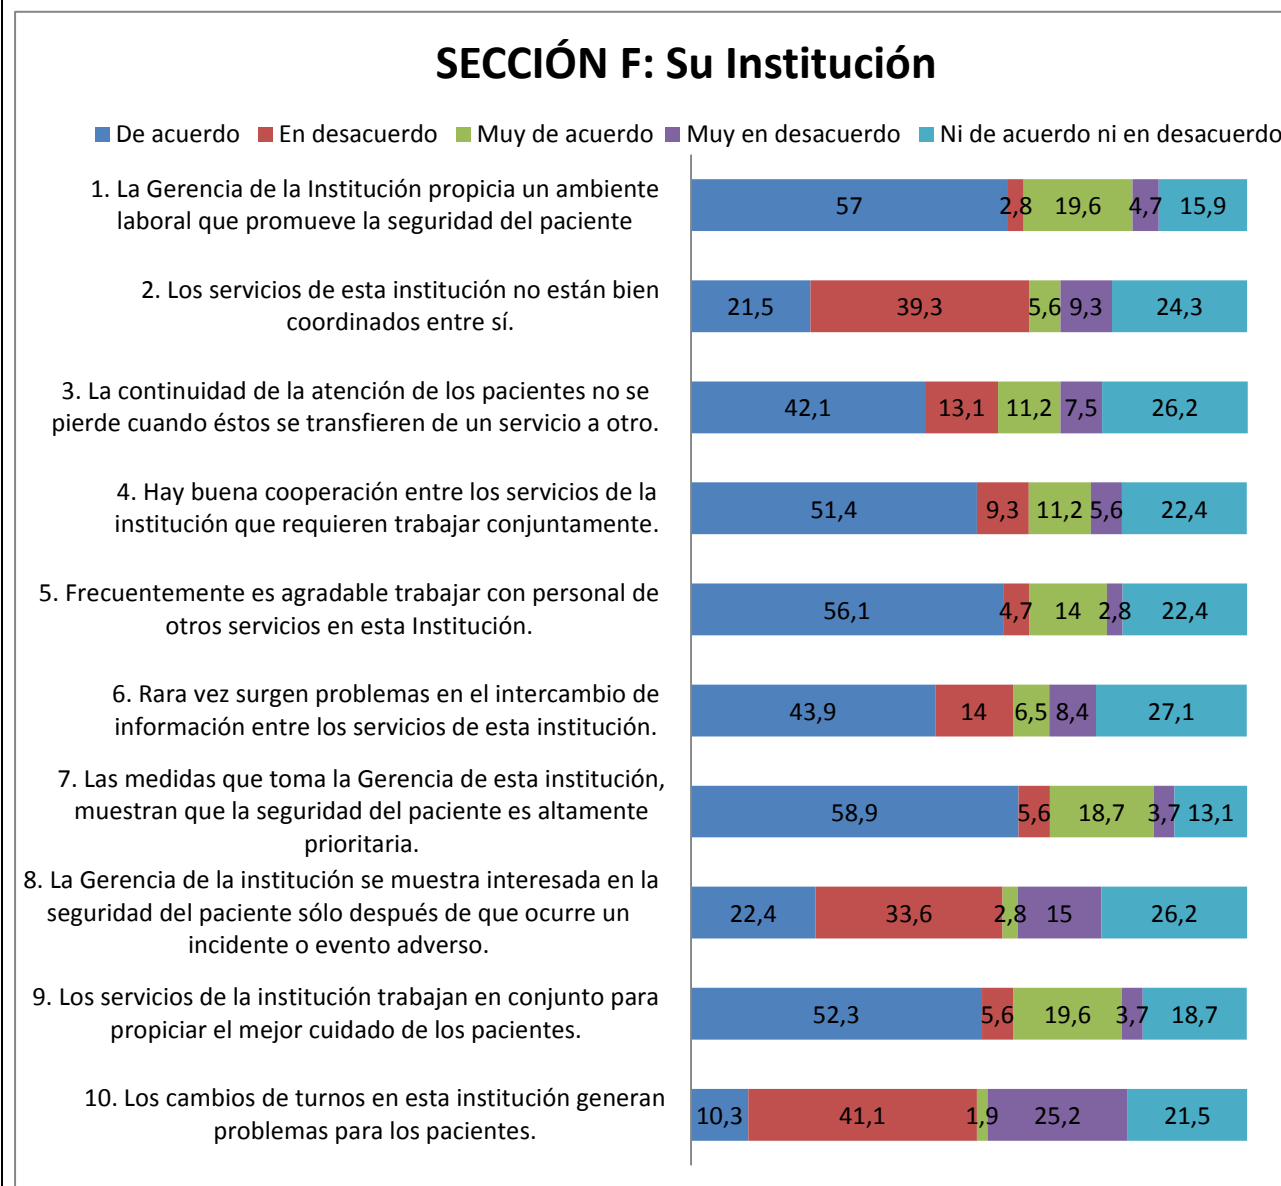 SECCIÓN F: Su Institución
De acuerdo En desacuerdo Muy de acuerdo Muy en desacuerdo Ni de acuerdo ni en desacuerdo
1. La Gerencia de la Institución propicia un ambiente
laboral que promueve la seguridad del paciente
57 2,8 19,6 4,7 15,9
2. Los servicios de esta institución no están bien
coordinados entre sí.
21,5 39,3 5,6 9,3 24,3
3. La continuidad de la atención de los pacientes no se
pierde cuando éstos se transfieren de un servicio a otro.
42,1 13,1 11,2 7,5 26,2
4. Hay buena cooperación entre los servicios de la
institución que requieren trabajar conjuntamente.
51,4 9,3 11,2 5,6 22,4
5. Frecuentemente es agradable trabajar con personal de
otros servicios en esta Institución.
56,1 4,7 14 2,8 22,4
6. Rara vez surgen problemas en el intercambio de
información entre los servicios de esta institución.
43,9 14 6,5 8,4 27,1
7. Las medidas que toma la Gerencia de esta institución,
muestran que la seguridad del paciente es altamente
prioritaria.
58,9 5,6 18,7 3,7 13,1
8. La Gerencia de la institución se muestra interesada en la
seguridad del paciente sólo después de que ocurre un
incidente o evento adverso.
22,4 33,6 2,8 15 26,2
9. Los servicios de la institución trabajan en conjunto para
propiciar el mejor cuidado de los pacientes.
52,3 5,6 19,6 3,7 18,7
10. Los cambios de turnos en esta institución generan
problemas para los pacientes.
10,3 41,1 1,9 25,2 21,5